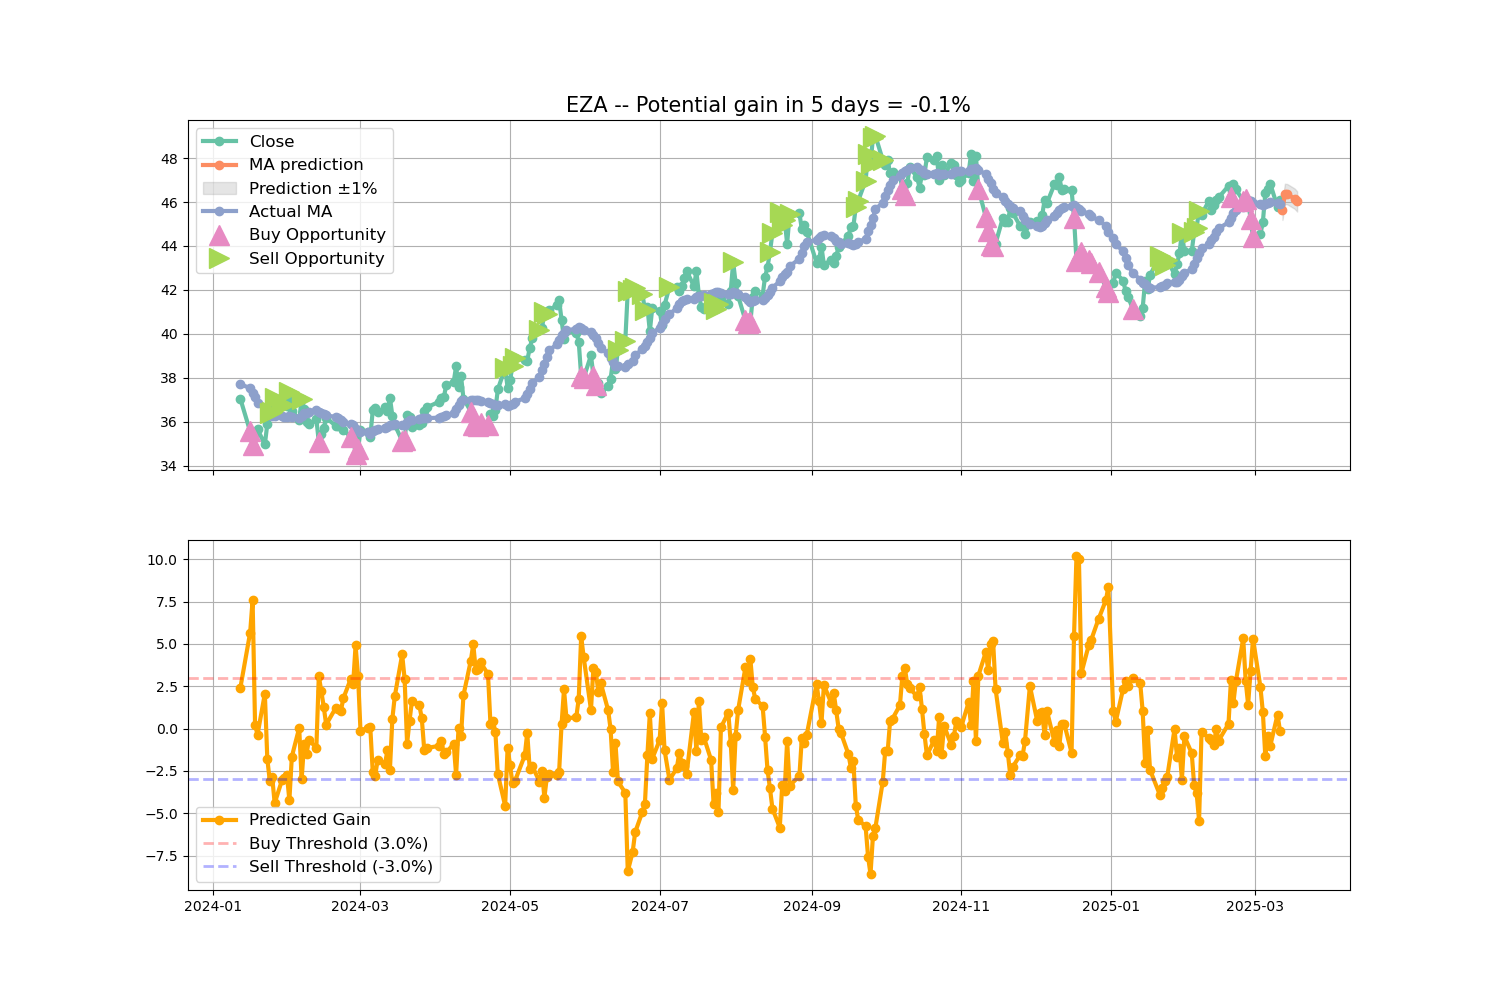 EZA -- Potential gain in 5 days = -0.1%
Close
MA prediction
Prediction ±1%
Actual MA
Buy Opportunity
Sell Opportunity
48
46
44
42
40
38
36
34
10.0
7.5
5.0
2.5
0.0
−2.5
−5.0
−7.5
Predicted Gain
Buy Threshold (3.0%)
Sell Threshold (-3.0%)
2024-01
2024-03
2024-05
2024-07
2024-09
2024-11
2025-01
2025-03